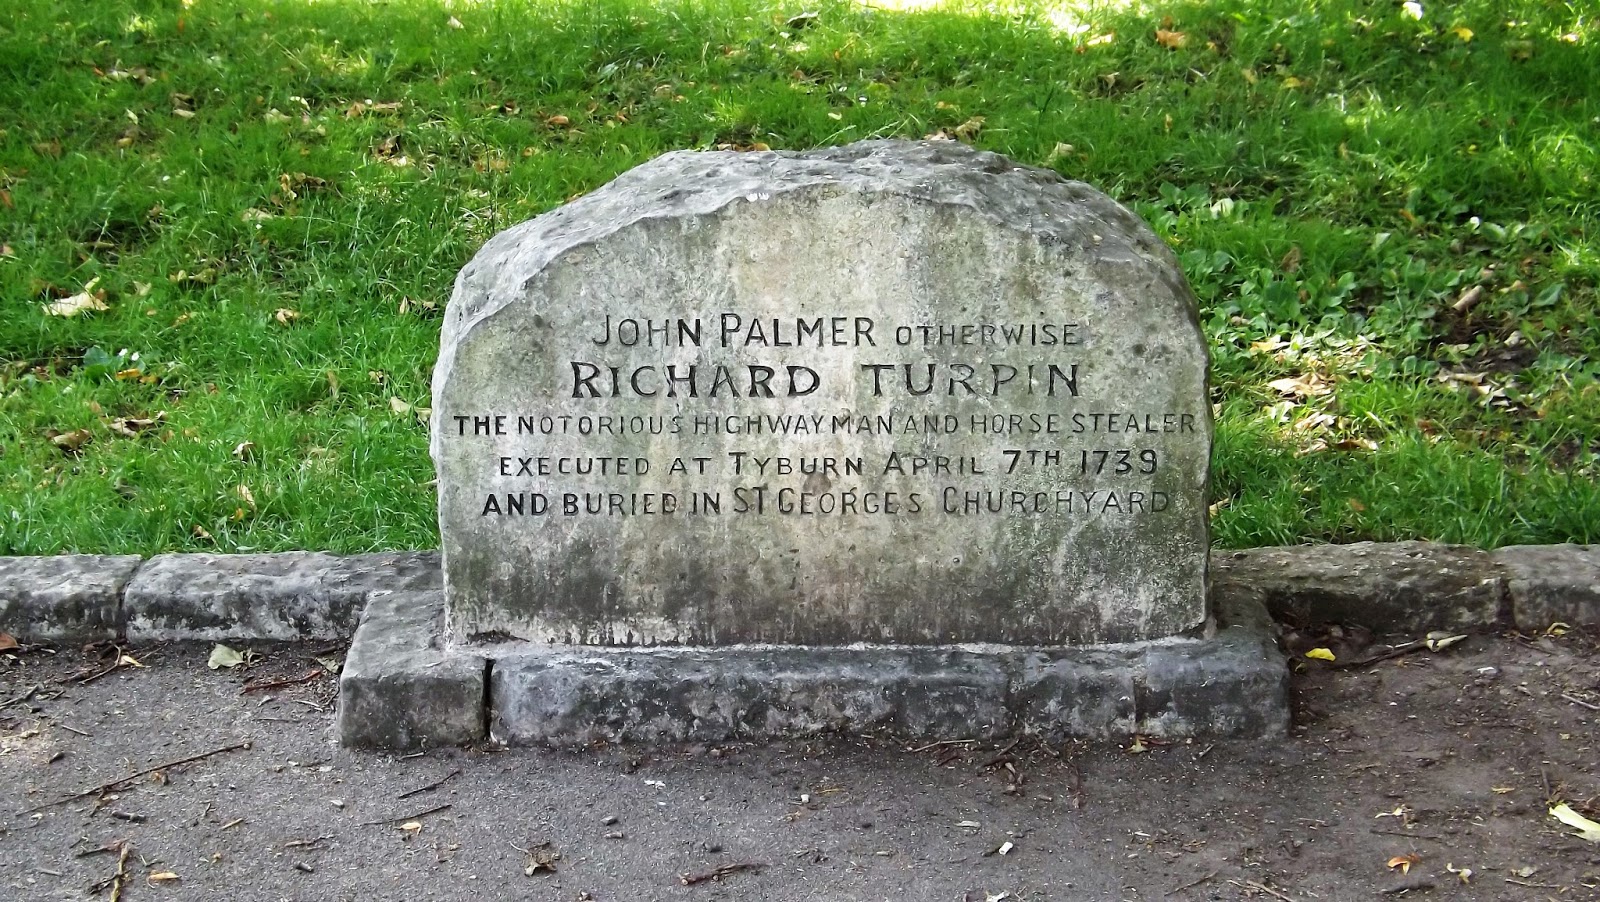 JOHN PALMER OTHERWISE
RICHARD TURPIN
THE NOTORIOUS HIGHWAYMAN AND HORSE STEALER
EXECUTED AT TYBURN APRIL 7TH 1739
AND BURIED IN ST GEORGES CHURCHYARD